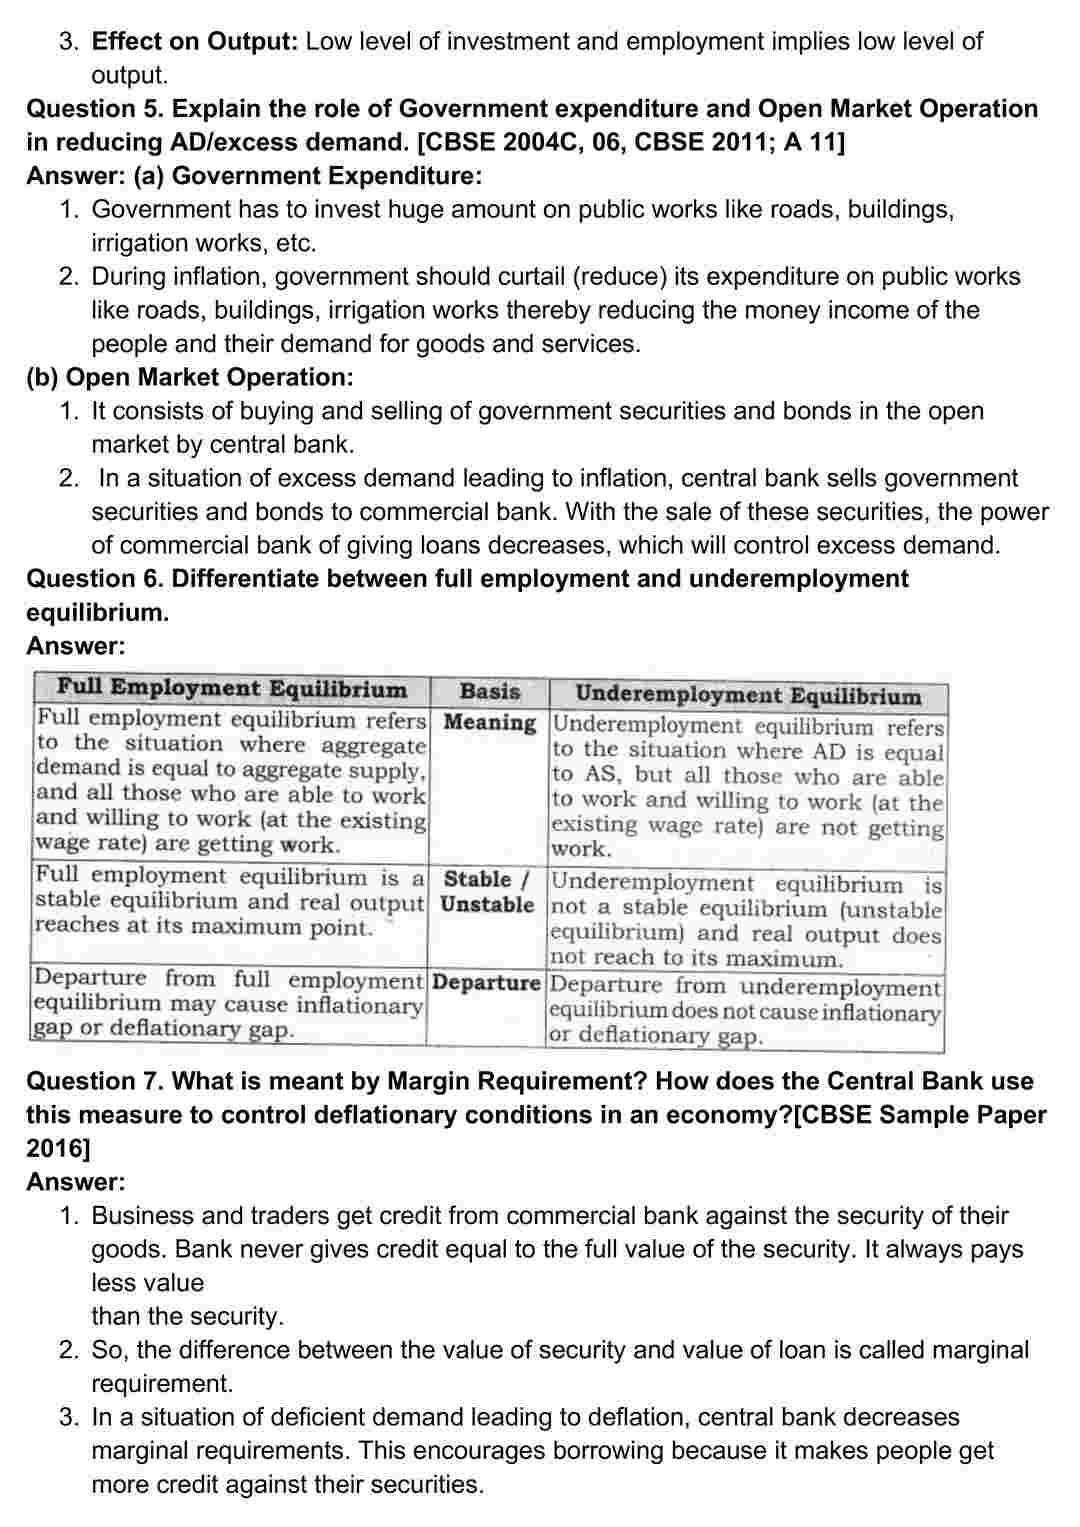 3. Effect on Output: Low level of investment and employment implies low level of
output.
Question 5. Explain the role of Government expenditure and Open Market Operation
in reducing AD/excess demand. [CBSE 2004C, 06, CBSE 2011; A 11]
Answer: (a) Government Expenditure:
1. Government has to invest huge amount on public works like roads, buildings,
irrigation works, etc.
2. During inflation, government should curtail (reduce) its expenditure on public works
like roads, buildings, irrigation works thereby reducing the money income of the
people and their demand for goods and services.
(b) Open Market Operation:
1. It consists of buying and selling of government securities and bonds in the open
market by central bank.
2. In a situation of excess demand leading to inflation, central bank sells government
securities and bonds to commercial bank. With the sale of these securities, the power
of commercial bank of giving loans decreases, which will control excess demand.
Question 6. Differentiate between full employment and underemployment
equilibrium.
Answer:
Full Employment Equilibrium Basis Underemployment Equilibrium
Full employment equilibrium refers Meaning Underemployment equilibrium refers
to the situation where aggregate to the situation where AD is equal
demand is equal to aggregate supply, to AS, but all those who are able
and all those who are able to work to work and willing to work (at the
and willing to work (at the existing existing wage rate) are not getting
wage rate) are getting work. work.
Full employment equilibrium is a Stable / Underemployment equilibrium is
stable equilibrium and real output Unstable not a stable equilibrium (unstable
reaches at its maximum point. equilibrium) and real output does
not reach to its maximum.
Departure from full employment Departure Departure from underemployment
equilibrium may cause inflationary equilibrium does not cause inflationary
gap or deflationary gap. or deflationary gap.
Question 7. What is meant by Margin Requirement? How does the Central Bank use
this measure to control deflationary conditions in an economy?[CBSE Sample Paper
2016]
Answer:
1. Business and traders get credit from commercial bank against the security of their
goods. Bank never gives credit equal to the full value of the security. It always pays
less value
than the security.
2. So, the difference between the value of security and value of loan is called marginal
requirement.
3. In a situation of deficient demand leading to deflation, central bank decreases
marginal requirements. This encourages borrowing because it makes people get
more credit against their securities.